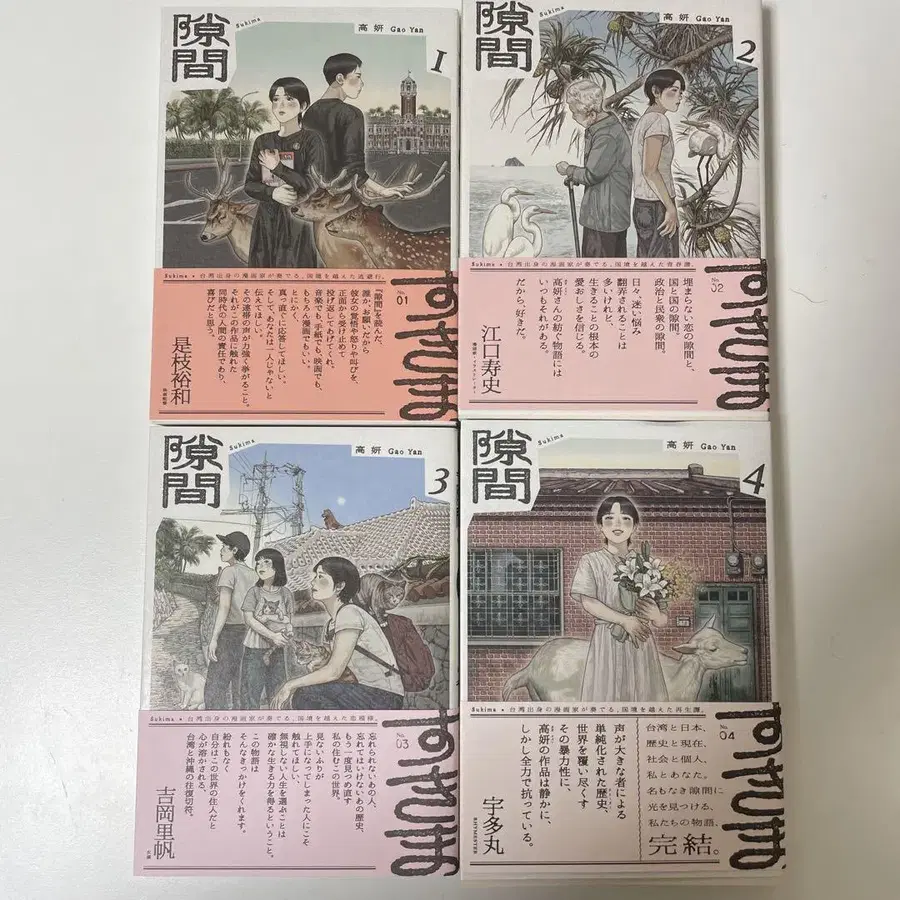 隙間
Sukima
高 妍 Gao Yan
1
Sukima ● 台湾出身の漫画家が奏でる、国境を越えた逃避行。
『隙間』を読んだ、
誰か、お願いだから
彼女の覚悟や怒りや叫びを、
正面から受け止めて
投げ返してあげてくれ。
音楽でも、手紙でも、映画でも、
もちろん漫画でもいい。
とにかく、
真っ直ぐに応答してほしい。
そして、あなたは一人じゃないと
伝えてほしい。
その連帯の声が力強く拳がること。
それがこの作品に触れた
同時代の人間の責任であり、
喜びだと思う。
是枝裕和
映画監督
No. 01
すきま
隙間
Sukima
高 妍 Gao Yan
2
Sukima ● 台湾出身の漫画家が奏でる、国境を越えた青春譚。
埋まらない恋の隙間と、
国と国の隙間。
政治と民衆の隙間。
日々、迷い悩み
翻弄されることは
多いけれど、
生きることの根本の
愛おしさを信じる。
高妍さんの紡ぐ物語には
いつもそれがある。
だから、好きだ。
江口寿史
漫画家・イラストレーター
No. 02
すきま
隙間
Sukima
高 妍 Gao Yan
3
Sukima ● 台湾出身の漫画家が奏でる、国境を越えた恋模様。
忘れられないあの人、
忘れてはいけないあの歴史、
もう一度見つめ直す
私の住むこの世界。
見ないふりが
上手になってしまった人にこそ、
触れてほしい、
無視しない人生を選ぶことは
確かな生きる力を得るということ。
そんなきっかけをくれます。
この物語は
紛れもなく
自分はこの世界の住人だと
心が溶かされる、
台湾と沖縄の往復切符。
吉岡里帆
女優
No. 03
すきま
隙間
Sukima
高 妍 Gao Yan
4
Sukima ● 台湾出身の漫画家が奏でる、国境を越えた再生譚。
台湾と日本、
歴史と現在、
社会と個人、
私とあなた。
名もなき隙間に
光を見つける、
私たちの物語、
完結。
声が大きな者による
単純化された歴史、
世界を覆い尽くす
その暴力性に、
高妍の作品は静かに、
しかし全力で抗っている。
宇多丸
RHYMESTER
No. 04
すきま